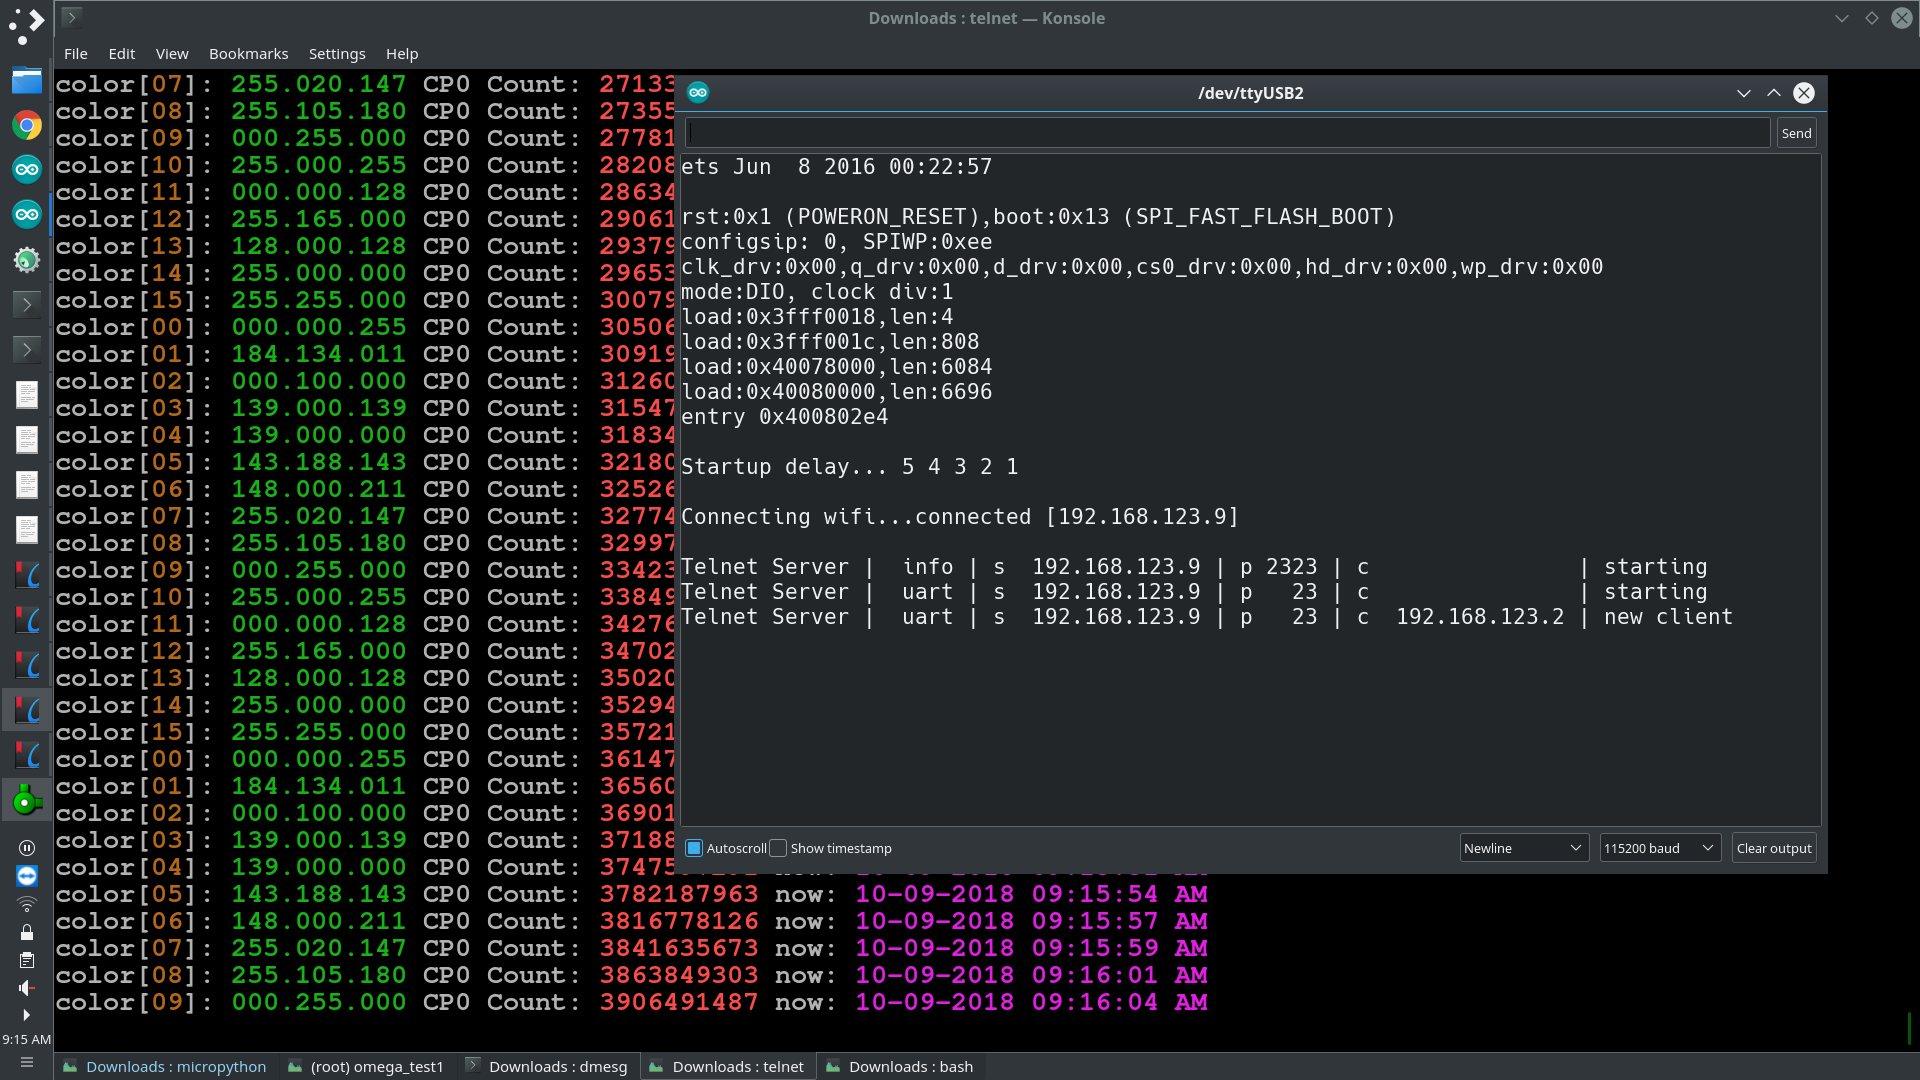 Downloads : telnet — Konsole
File Edit View Bookmarks Settings Help
color[07]: 255.020.147 CP0 Count: 27133
color[08]: 255.105.180 CP0 Count: 27355
color[09]: 000.255.000 CP0 Count: 27781
color[10]: 255.000.255 CP0 Count: 28208
color[11]: 000.000.128 CP0 Count: 28634
color[12]: 255.165.000 CP0 Count: 29061
color[13]: 128.000.128 CP0 Count: 29379
color[14]: 255.000.000 CP0 Count: 29653
color[15]: 255.255.000 CP0 Count: 30079
color[00]: 000.000.255 CP0 Count: 30506
color[01]: 184.134.011 CP0 Count: 30919
color[02]: 000.100.000 CP0 Count: 31260
color[03]: 139.000.139 CP0 Count: 31547
color[04]: 139.000.000 CP0 Count: 31834
color[05]: 143.188.143 CP0 Count: 32180
color[06]: 148.000.211 CP0 Count: 32526
color[07]: 255.020.147 CP0 Count: 32774
color[08]: 255.105.180 CP0 Count: 32997
color[09]: 000.255.000 CP0 Count: 33423
color[10]: 255.000.255 CP0 Count: 33849
color[11]: 000.000.128 CP0 Count: 34276
color[12]: 255.165.000 CP0 Count: 34702
color[13]: 128.000.128 CP0 Count: 35020
color[14]: 255.000.000 CP0 Count: 35294
color[15]: 255.255.000 CP0 Count: 35721
color[00]: 000.000.255 CP0 Count: 36147
color[01]: 184.134.011 CP0 Count: 36560
color[02]: 000.100.000 CP0 Count: 36901
color[03]: 139.000.139 CP0 Count: 37188
color[04]: 139.000.000 CP0 Count: 3747
color[05]: 143.188.143 CP0 Count: 3782187963 now: 10-09-2018 09:15:54 AM
color[06]: 148.000.211 CP0 Count: 3816778126 now: 10-09-2018 09:15:57 AM
color[07]: 255.020.147 CP0 Count: 3841635673 now: 10-09-2018 09:15:59 AM
color[08]: 255.105.180 CP0 Count: 3863849303 now: 10-09-2018 09:16:01 AM
color[09]: 000.255.000 CP0 Count: 3906491487 now: 10-09-2018 09:16:04 AM
/dev/ttyUSB2
Send
ets Jun  8 2016 00:22:57
rst:0x1 (POWERON_RESET),boot:0x13 (SPI_FAST_FLASH_BOOT)
configsip: 0, SPIWP:0xee
clk_drv:0x00,q_drv:0x00,d_drv:0x00,cs0_drv:0x00,hd_drv:0x00,wp_drv:0x00
mode:DIO, clock div:1
load:0x3fff0018,len:4
load:0x3fff001c,len:808
load:0x40078000,len:6084
load:0x40080000,len:6696
entry 0x400802e4
Startup delay... 5 4 3 2 1
Connecting wifi...connected [192.168.123.9]
Telnet Server |  info | s  192.168.123.9 | p 2323 | c                | starting
Telnet Server |  uart | s  192.168.123.9 | p   23 | c                | starting
Telnet Server |  uart | s  192.168.123.9 | p   23 | c  192.168.123.2 | new client
Autoscroll Show timestamp Newline 115200 baud Clear output
9:15 AM
Downloads : micropython (root) omega_test1 Downloads : dmesg Downloads : telnet Downloads : bash